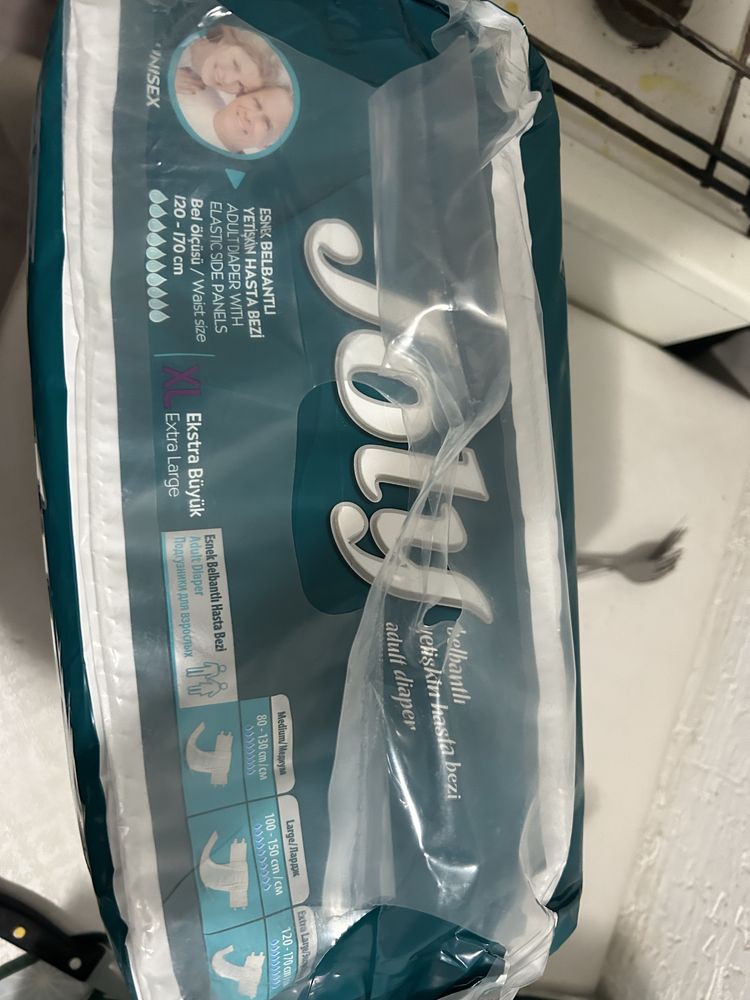 UNISEX
ESNEK BELBANTLI
YETİŞKİN HASTA BEZİ
ADULT DIAPER WITH
ELASTIC SIDE PANELS
Bel ölçüsü / Waist size
120 - 170 cm
Joly
belbantlı
yetişkin hasta bezi
adult diaper
XL
Ekstra Büyük
Extra Large
Esnek Belbantlı Hasta Bezi
Adult Diaper
Подгузники для взрослых
Medium/Медиум
80 - 130 cm / см
Large/Лардж
100 - 150 cm / см
Extra Large/
120 - 170 cm